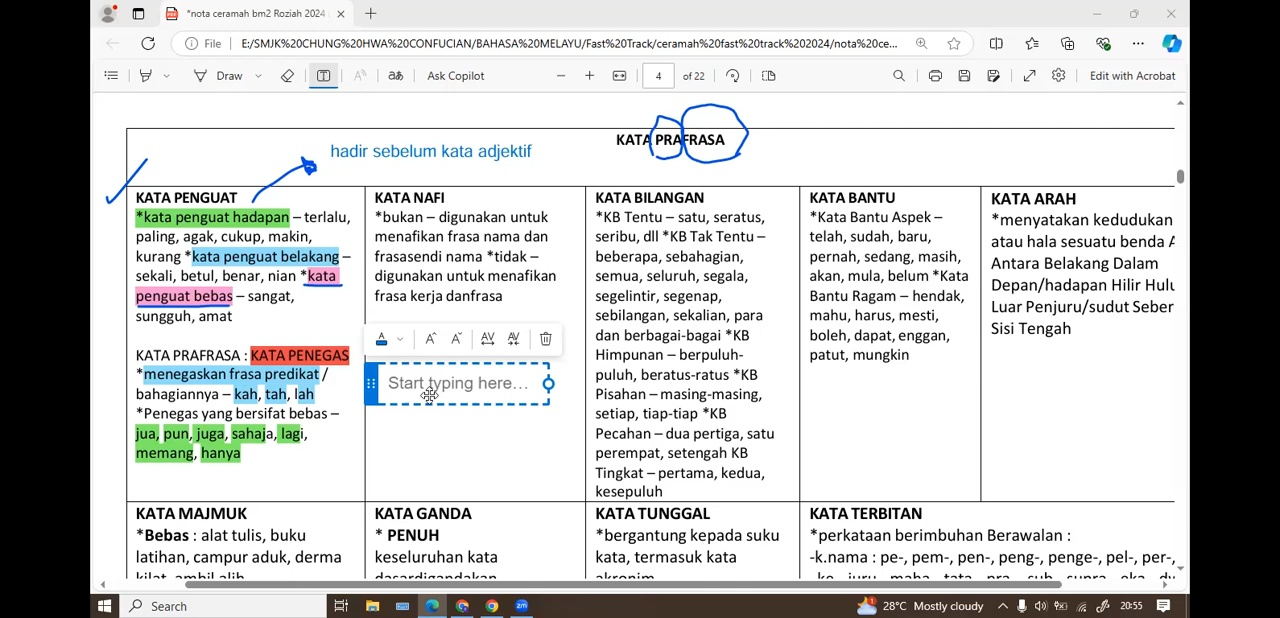 *nota ceramah bm2 Roziah 2024
File
E:/SMJK%20CHUNG%20HWA%20CONFUCIAN/BAHASA%20MELAYU/Fast%20Track/ceramah%20fast%20track%202024/nota%20ce...
Draw
Ask Copilot
4 of 22
Edit with Acrobat
KATA PRAFRASA
hadir sebelum kata adjektif
KATA PENGUAT
*kata penguat hadapan – terlalu,
paling, agak, cukup, makin,
kurang *kata penguat belakang –
sekali, betul, benar, nian *kata
penguat bebas – sangat,
sungguh, amat
KATA PRAFRASA : KATA PENEGAS
*menegaskan frasa predikat /
bahagiannya – kah, tah, lah
*Penegas yang bersifat bebas –
jua, pun, juga, sahaja, lagi,
memang, hanya
KATA NAFI
*bukan – digunakan untuk
menafikan frasa nama dan
frasasendi nama *tidak –
digunakan untuk menafikan
frasa kerja danfrasa
Start typing here...
KATA BILANGAN
*KB Tentu – satu, seratus,
seribu, dll *KB Tak Tentu –
beberapa, sebahagian,
semua, seluruh, segala,
segelintir, segenap,
sebilangan, sekalian, para
dan berbagai-bagai *KB
Himpunan – berpuluh-
puluh, beratus-ratus *KB
Pisahan – masing-masing,
setiap, tiap-tiap *KB
Pecahan – dua pertiga, satu
perempat, setengah KB
Tingkat – pertama, kedua,
kesepuluh
KATA BANTU
*Kata Bantu Aspek –
telah, sudah, baru,
pernah, sedang, masih,
akan, mula, belum *Kata
Bantu Ragam – hendak,
mahu, harus, mesti,
boleh, dapat, enggan,
patut, mungkin
KATA ARAH
*menyatakan kedudukan
atau hala sesuatu benda A
Antara Belakang Dalam
Depan/hadapan Hilir Hulu
Luar Penjuru/sudut Seber
Sisi Tengah
KATA MAJMUK
*Bebas : alat tulis, buku
latihan, campur aduk, derma
kilat, ambil alih
KATA GANDA
* PENUH
keseluruhan kata
dasardigandakan
KATA TUNGGAL
*bergantung kepada suku
kata, termasuk kata
akronim
KATA TERBITAN
*perkataan berimbuhan Berawalan :
-k.nama : pe-, pem-, pen-, peng-, penge-, pel-, per-,
Search
28°C Mostly cloudy
20:55